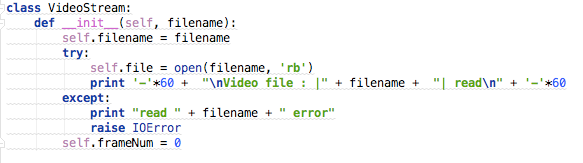 class VideoStream:
    def __init__(self, filename):
        self.filename = filename
        try:
            self.file = open(filename, 'rb')
            print '-'*60 +  "\nVideo file : |" + filename +  "| read\n" + '-'*60
        except:
            print "read " + filename + " error"
            raise IOError
        self.frameNum = 0